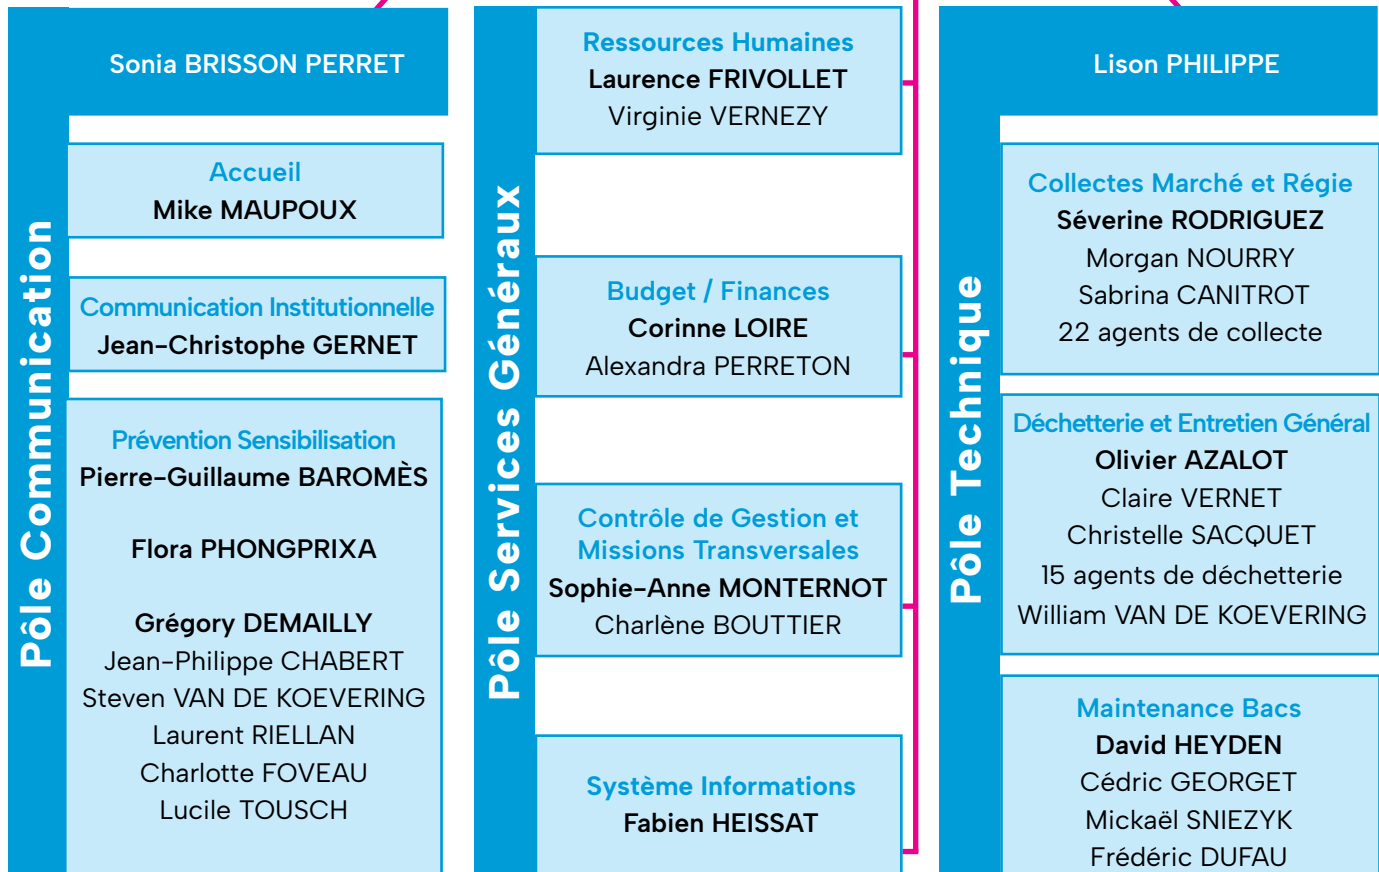 Pôle Communication
Sonia BRISSON PERRET
Accueil
Mike MAUPOUX
Communication Institutionnelle
Jean-Christophe GERNET
Prévention Sensibilisation
Pierre-Guillaume BAROMÈS
Flora PHONGPRIXA
Grégory DEMAILLY
Jean-Philippe CHABERT
Steven VAN DE KOEVERING
Laurent RIELLAN
Charlotte FOVEAU
Lucile TOUSCH
Pôle Services Généraux
Ressources Humaines
Laurence FRIVOLLET
Virginie VERNEZY
Budget / Finances
Corinne LOIRE
Alexandra PERRETON
Contrôle de Gestion et
Missions Transversales
Sophie-Anne MONTERNOT
Charlène BOUTTIER
Système Informations
Fabien HEISSAT
Pôle Technique
Lison PHILIPPE
Collectes Marché et Régie
Séverine RODRIGUEZ
Morgan NOURRY
Sabrina CANITROT
22 agents de collecte
Déchetterie et Entretien Général
Olivier AZALOT
Claire VERNET
Christelle SACQUET
15 agents de déchetterie
William VAN DE KOEVERING
Maintenance Bacs
David HEYDEN
Cédric GEORGET
Mickaël SNIEZYK
Frédéric DUFAU